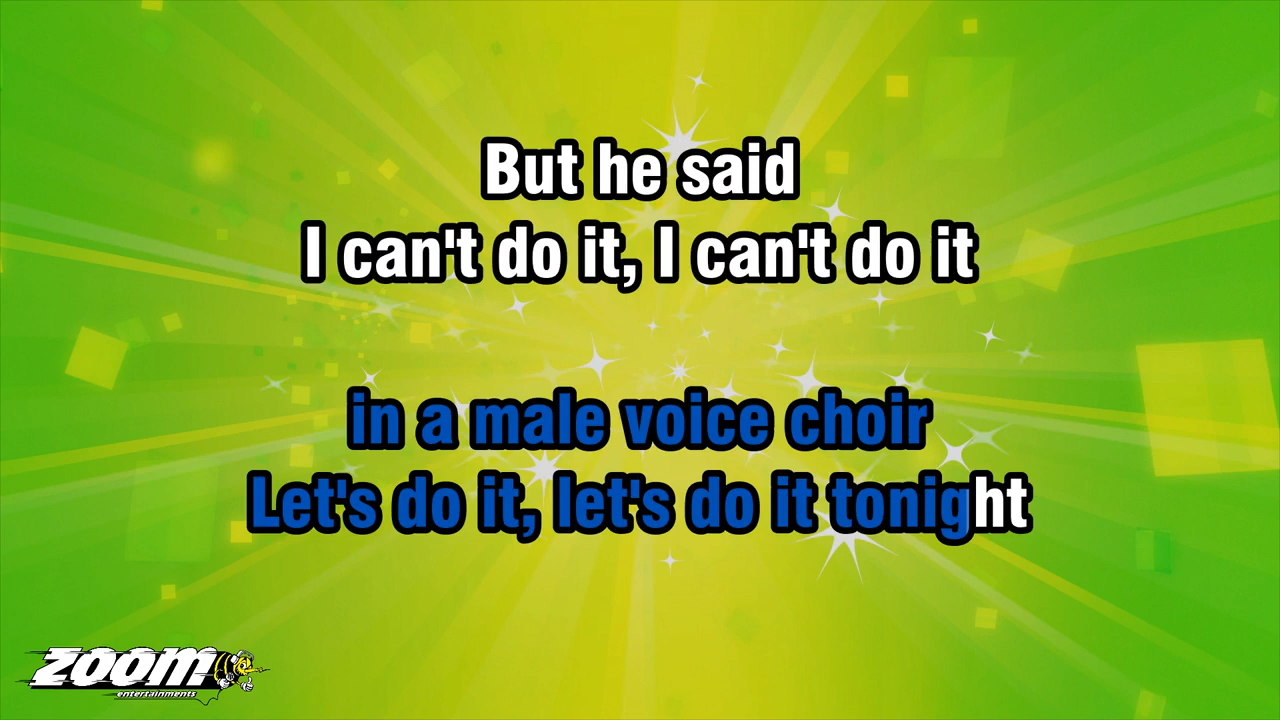 But he said
I can't do it, I can't do it
in a male voice choir
Let's do it, let's do it tonight
ZOOM
entertainments